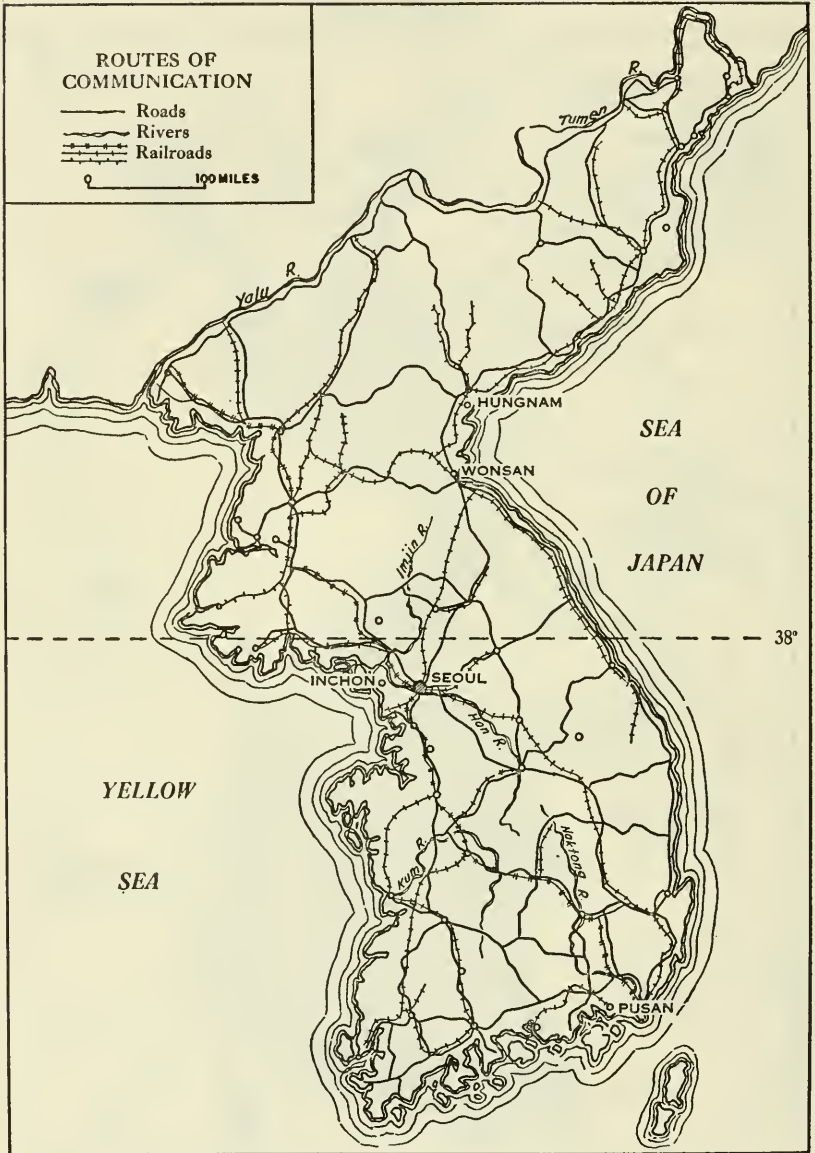 ROUTES OF
COMMUNICATION
Roads
Rivers
Railroads
100 MILES
Tumen
R.
Yalu
R.
HUNGNAM
SEA
OF
JAPAN
WONSAN
Imjin R.
38°
INCHON
SEOUL
Han R.
YELLOW
SEA
Kum R.
Naktong R.
PUSAN